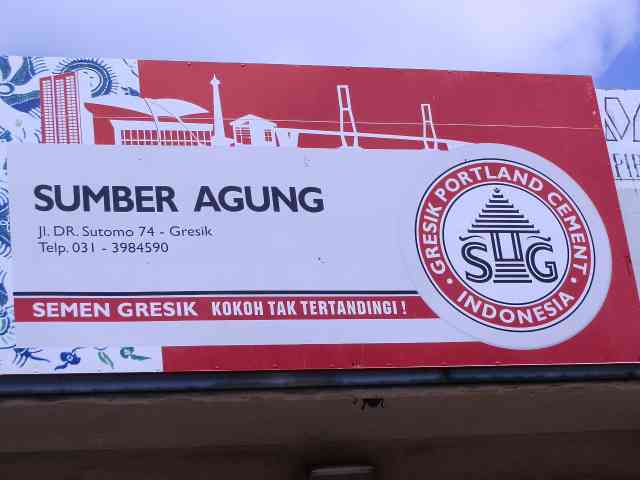 SUMBER AGUNG
Jl. DR. Sutomo 74 - Gresik
Telp. 031 - 3984590
SEMEN GRESIK KOKOH TAK TERTANDINGI !
GRESIK PORTLAND CEMENT
SG
• INDONESIA •